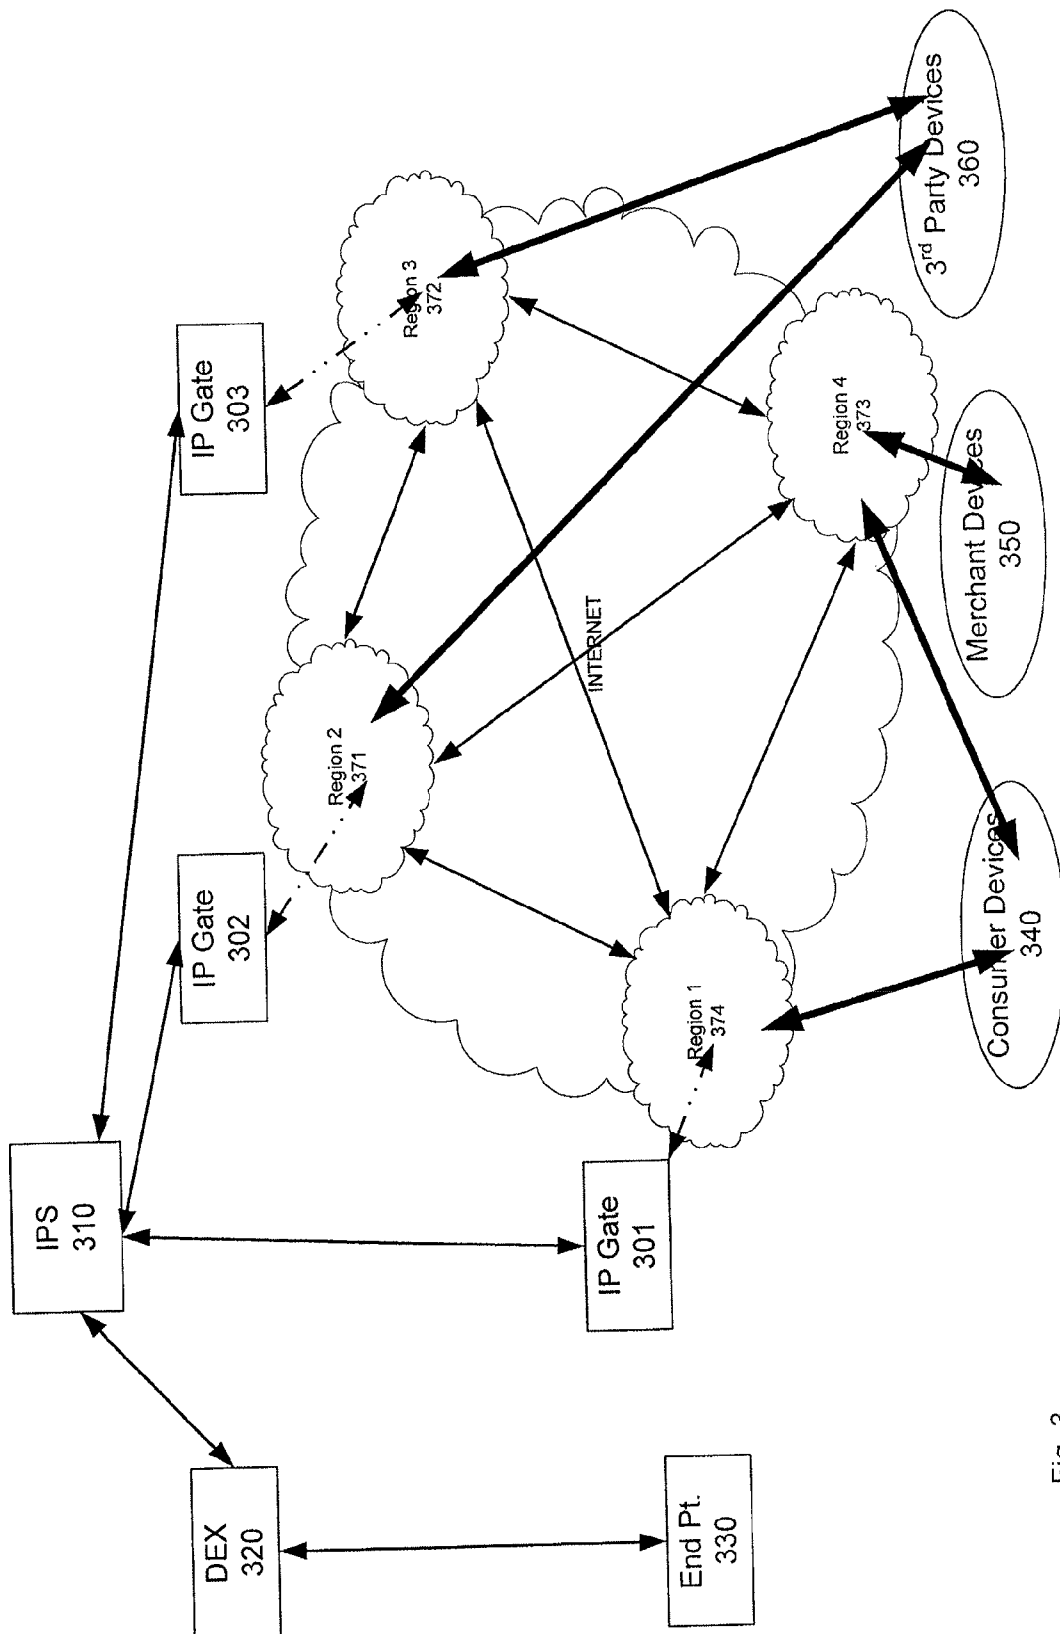 DEX
320
IPS
310
End Pt.
330
IP Gate
301
IP Gate
302
IP Gate
303
Region 1
374
Region 2
371
Region 3
372
Region 4
373
INTERNET
Consumer Devices
340
Merchant Devices
350
3rd Party Devices
360
Fig. 3